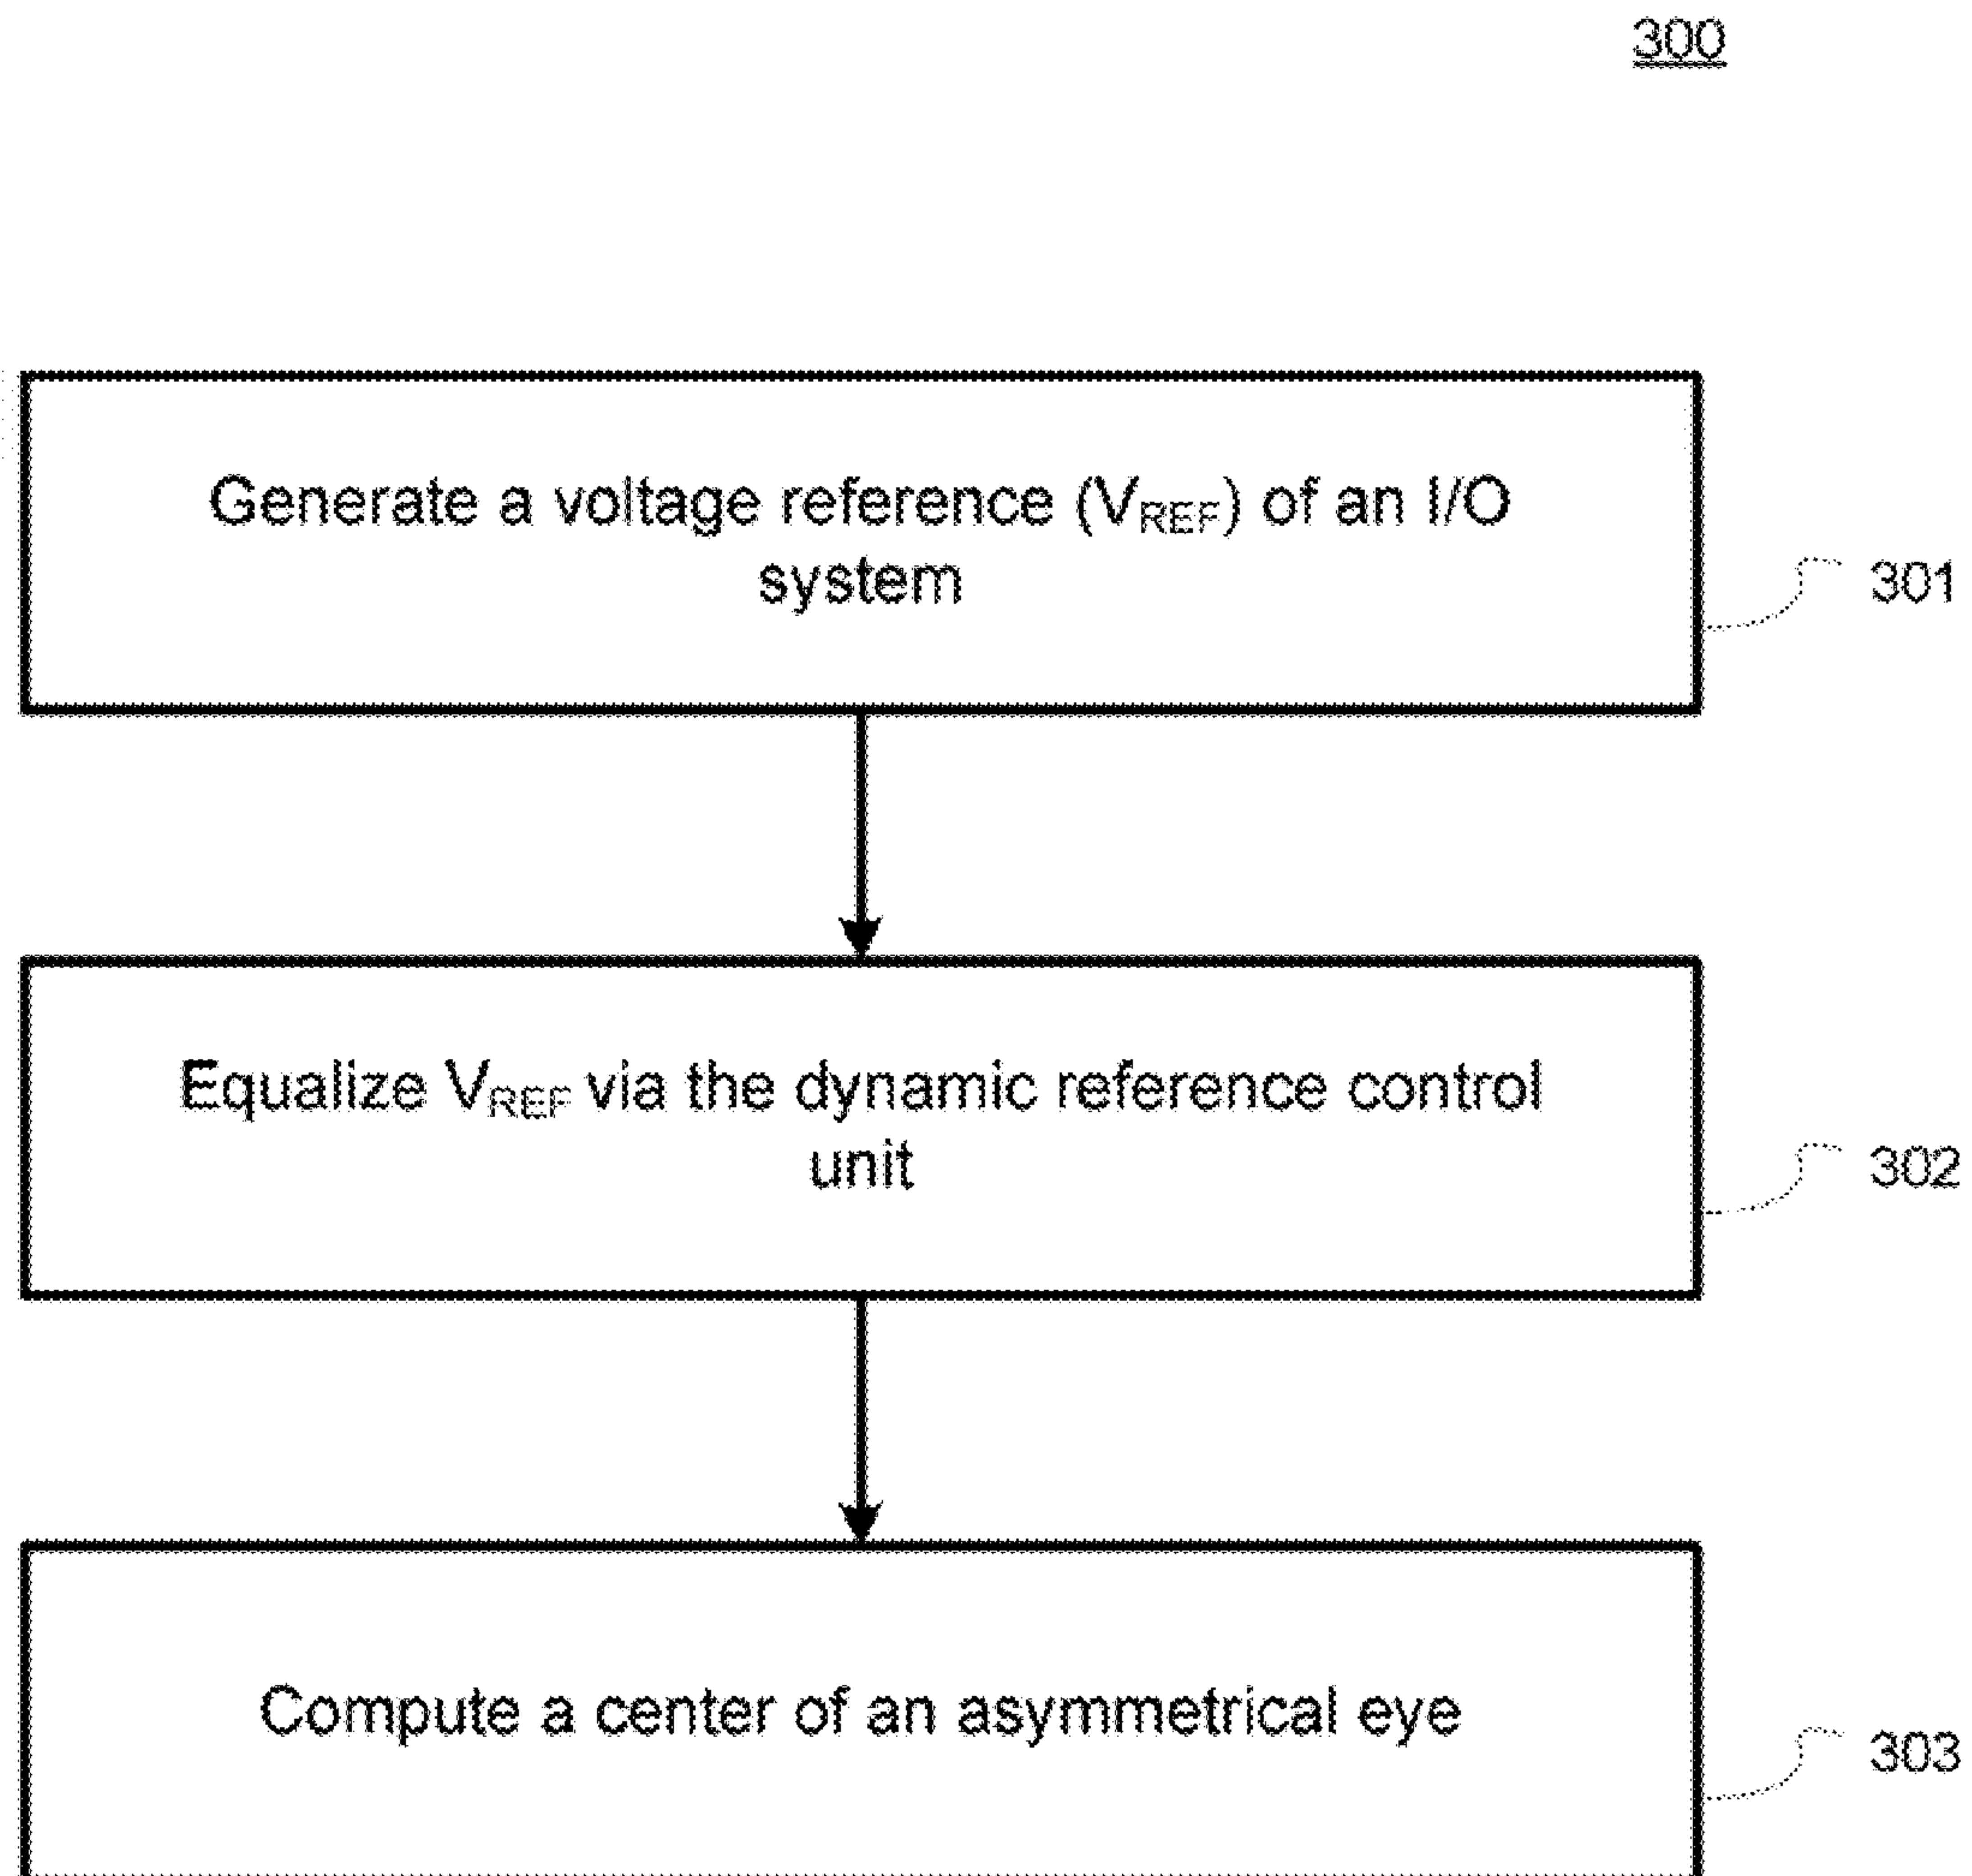 300
Generate a voltage reference (VREF) of an I/O
system
301
Equalize VREF via the dynamic reference control
unit
302
Compute a center of an asymmetrical eye
303